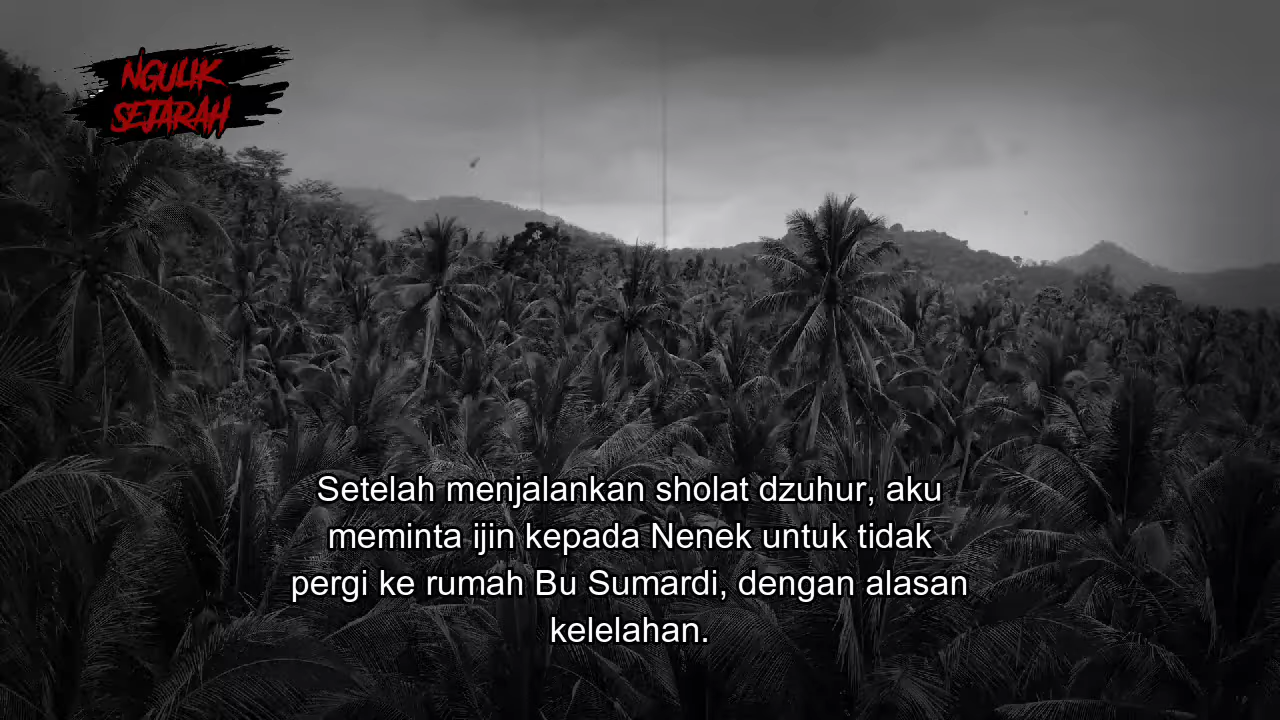 NGULIK
SEJARAH
Setelah menjalankan sholat dzuhur, aku
meminta ijin kepada Nenek untuk tidak
pergi ke rumah Bu Sumardi, dengan alasan
kelelahan.